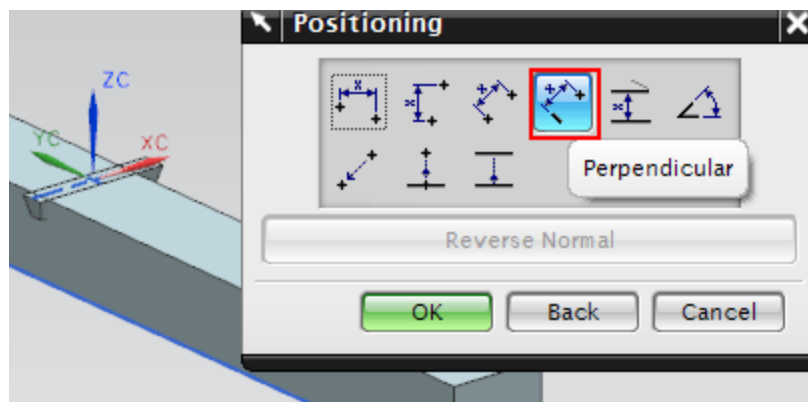 Positioning
ZC
YC
XC
Perpendicular
Reverse Normal
OK
Back
Cancel